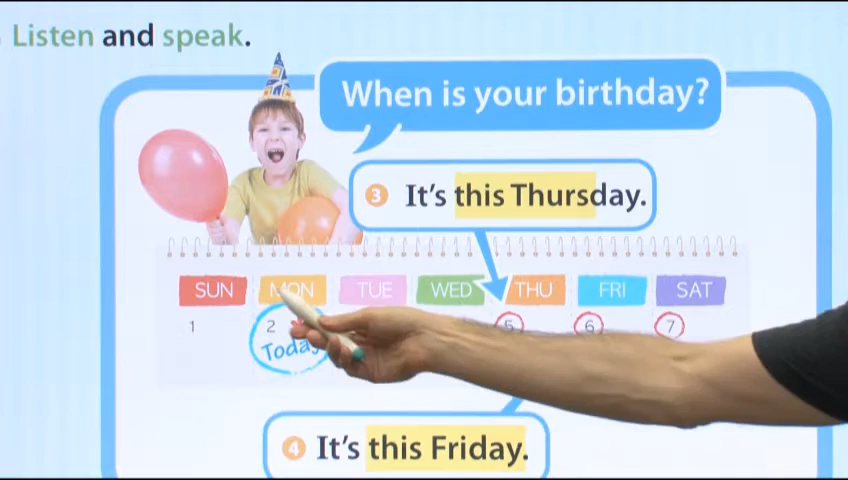 Listen and speak.
When is your birthday?
3 It's this Thursday.
SUN MON TUE WED THU FRI SAT
1 2 5 6 7
Today
4 It's this Friday.